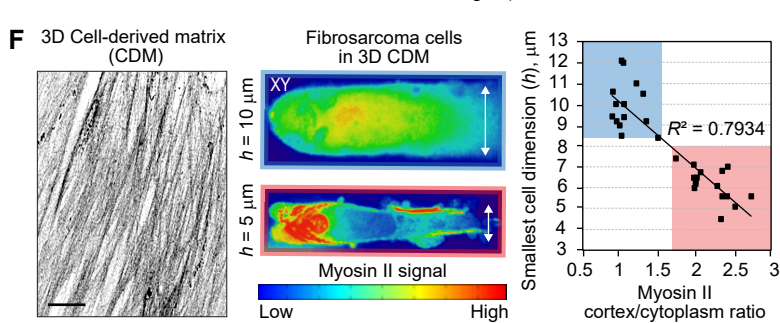 F
3D Cell-derived matrix
(CDM)
Fibrosarcoma cells
in 3D CDM
XY
h = 10 μm
h = 5 μm
Myosin II signal
Low
High
Smallest cell dimension (h), μm
13
12
11
10
9
8
7
6
5
4
3
R² = 0.7934
0.5
1
1.5
2
2.5
3
Myosin II
cortex/cytoplasm ratio